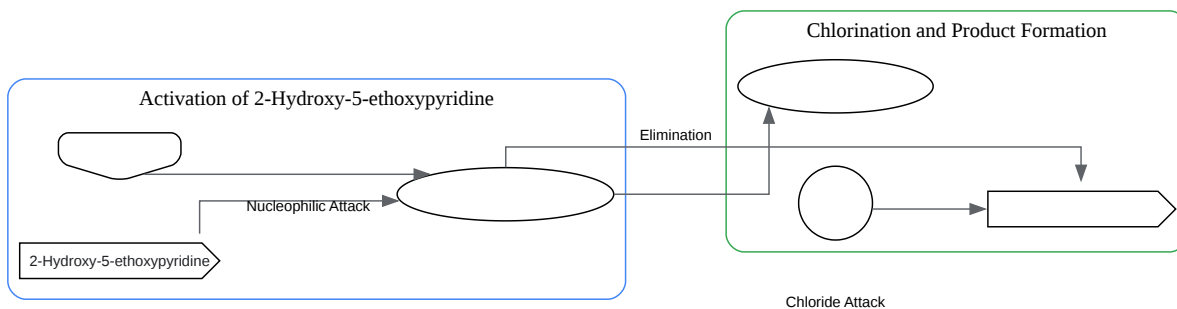 Chlorination and Product Formation
Activation of 2-Hydroxy-5-ethoxypyridine
Elimination
Nucleophilic Attack
2-Hydroxy-5-ethoxypyridine
Chloride Attack